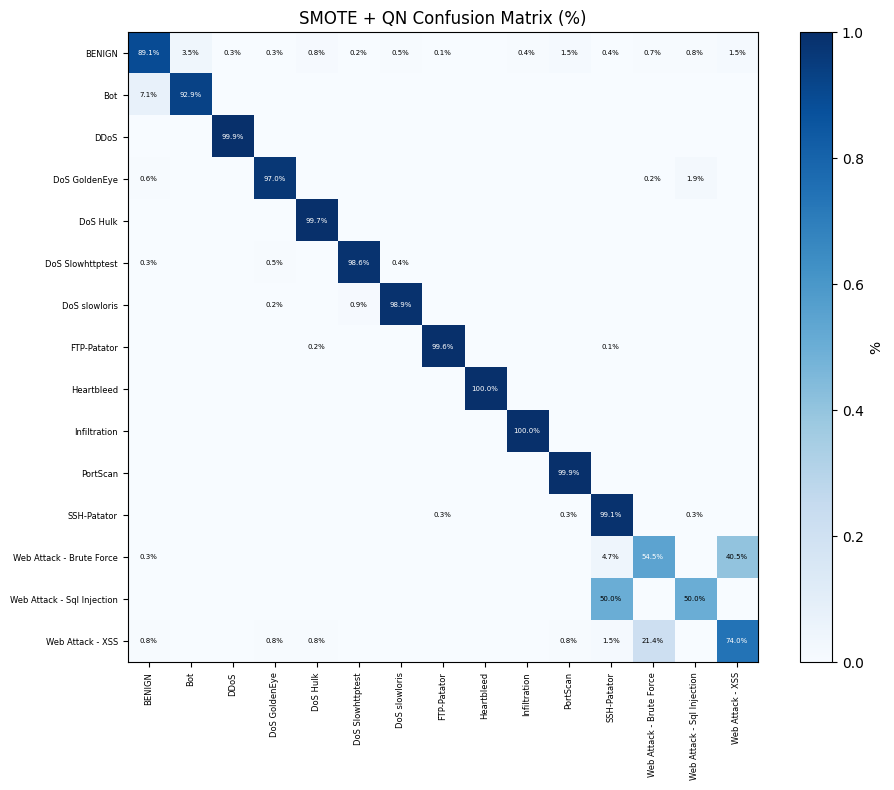 SMOTE + QN Confusion Matrix (%)
BENIGN 89.1% 3.5% 0.3% 0.3% 0.8% 0.2% 0.5% 0.1% 0.4% 1.5% 0.4% 0.7% 0.8% 1.5%
Bot 7.1% 92.9%
DDoS 99.9%
DoS GoldenEye 0.6% 97.0% 0.2% 1.9%
DoS Hulk 99.7%
DoS Slowhttptest 0.3% 0.5% 98.6% 0.4%
DoS slowloris 0.2% 0.9% 98.9%
FTP-Patator 0.2% 99.6% 0.1%
Heartbleed 100.0%
Infiltration 100.0%
PortScan 99.9%
SSH-Patator 0.3% 0.3% 99.1% 0.3%
Web Attack - Brute Force 0.3% 4.7% 54.5% 40.5%
Web Attack - Sql Injection 50.0% 50.0%
Web Attack - XSS 0.8% 0.8% 0.8% 0.8% 1.5% 21.4% 74.0%
BENIGN
Bot
DDoS
DoS GoldenEye
DoS Hulk
DoS Slowhttptest
DoS slowloris
FTP-Patator
Heartbleed
Infiltration
PortScan
SSH-Patator
Web Attack - Brute Force
Web Attack - Sql Injection
Web Attack - XSS
1.0
0.8
0.6
0.4
0.2
0.0
%